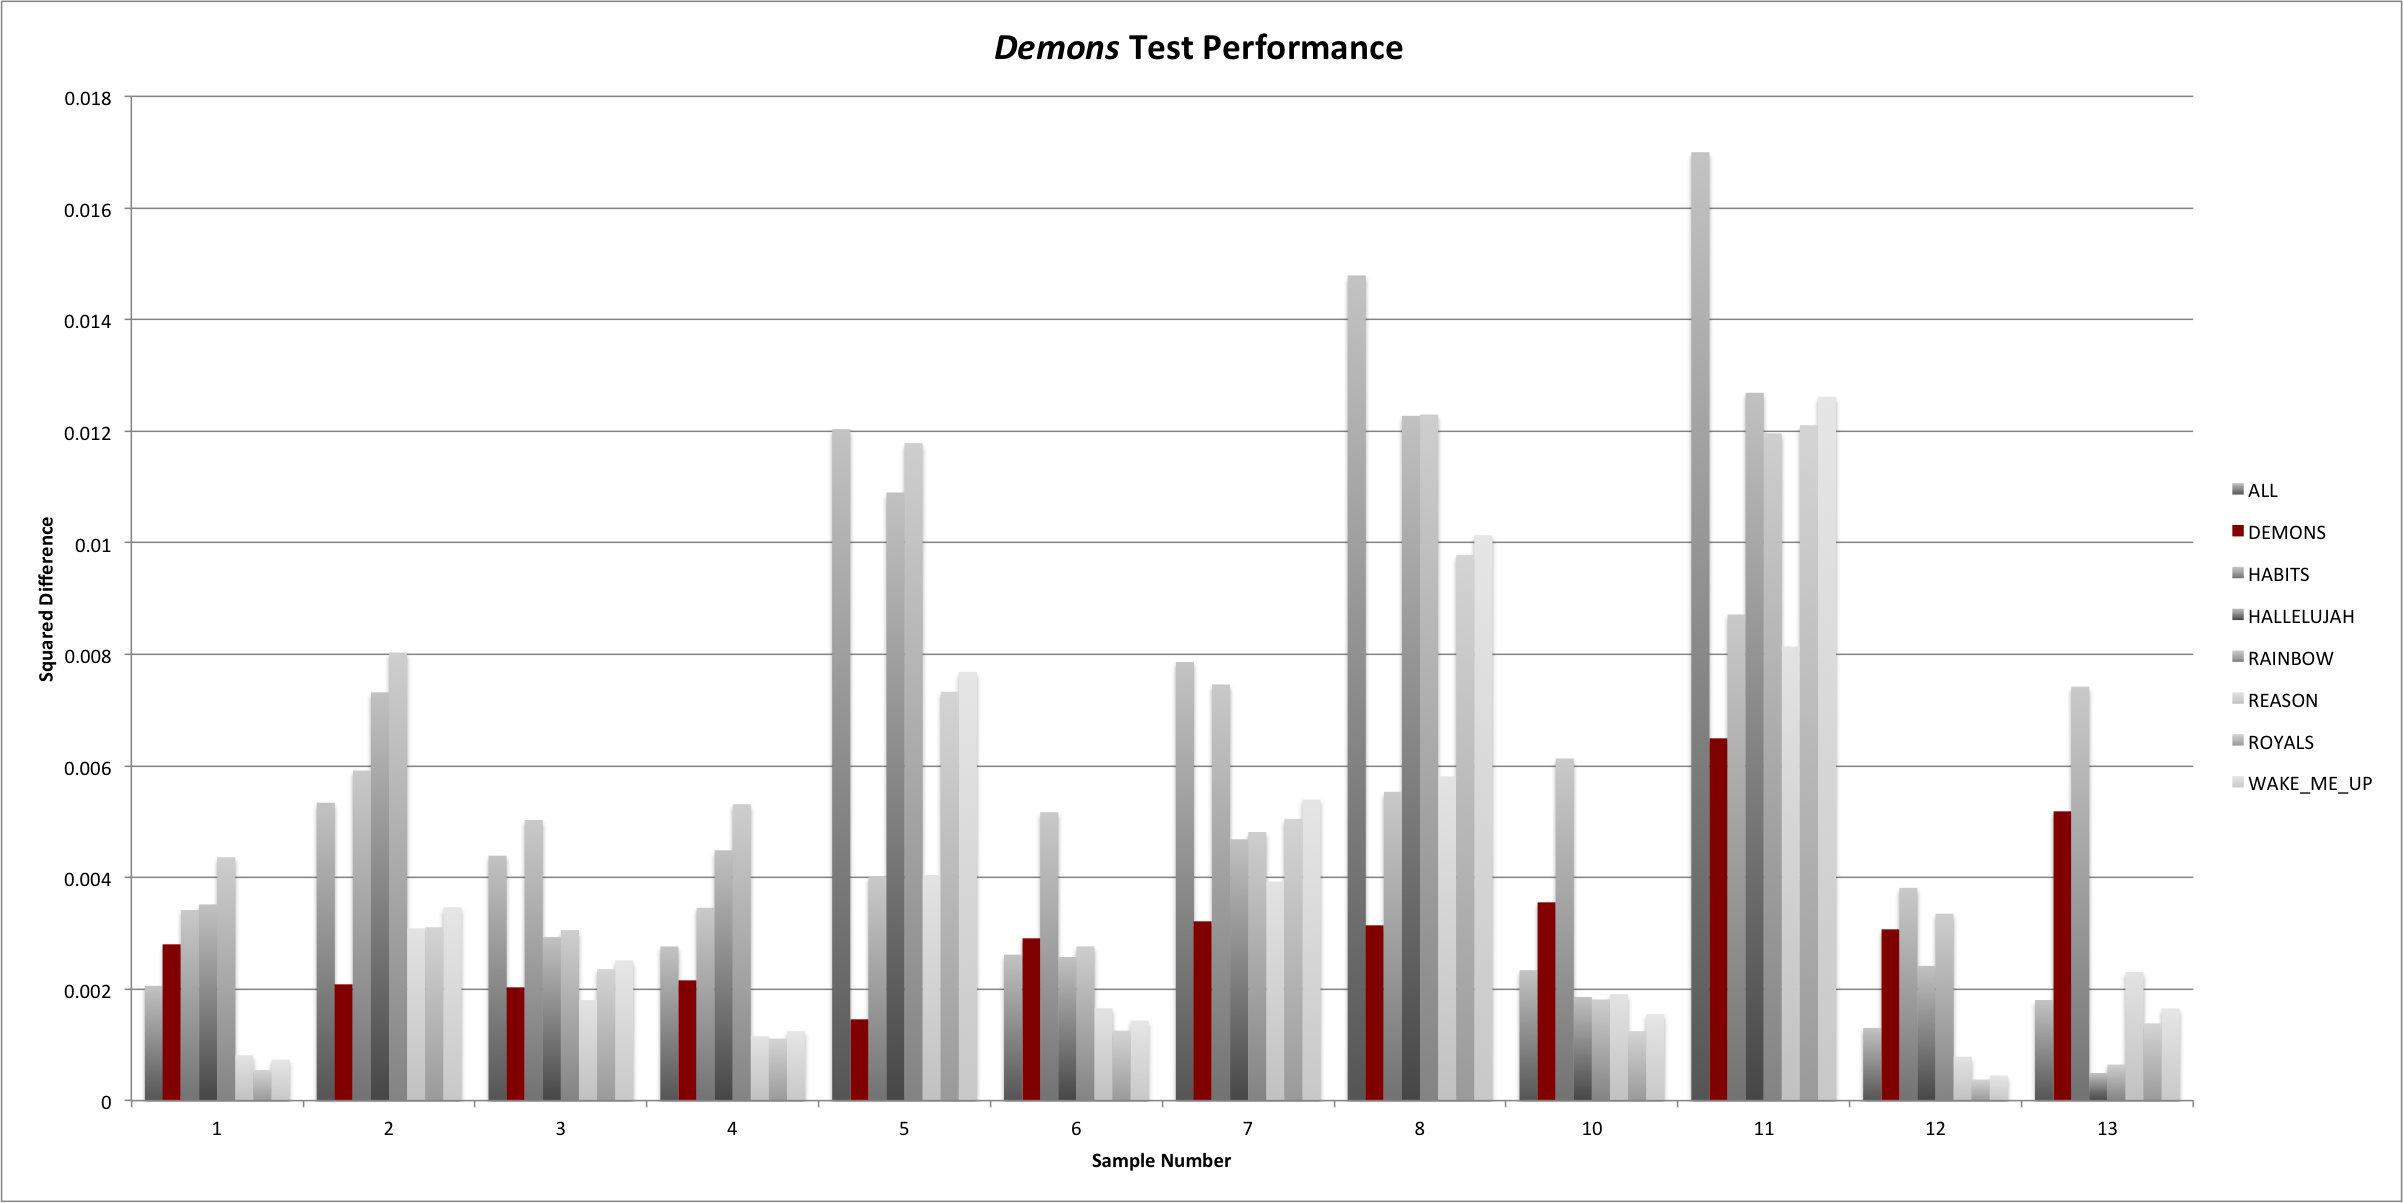 Demons Test Performance
0.018
0.016
0.014
0.012
0.01
0.008
0.006
0.004
0.002
0
Squared Difference
1 2 3 4 5 6 7 8 10 11 12 13
Sample Number
ALL
DEMONS
HABITS
HALLELUJAH
RAINBOW
REASON
ROYALS
WAKE_ME_UP